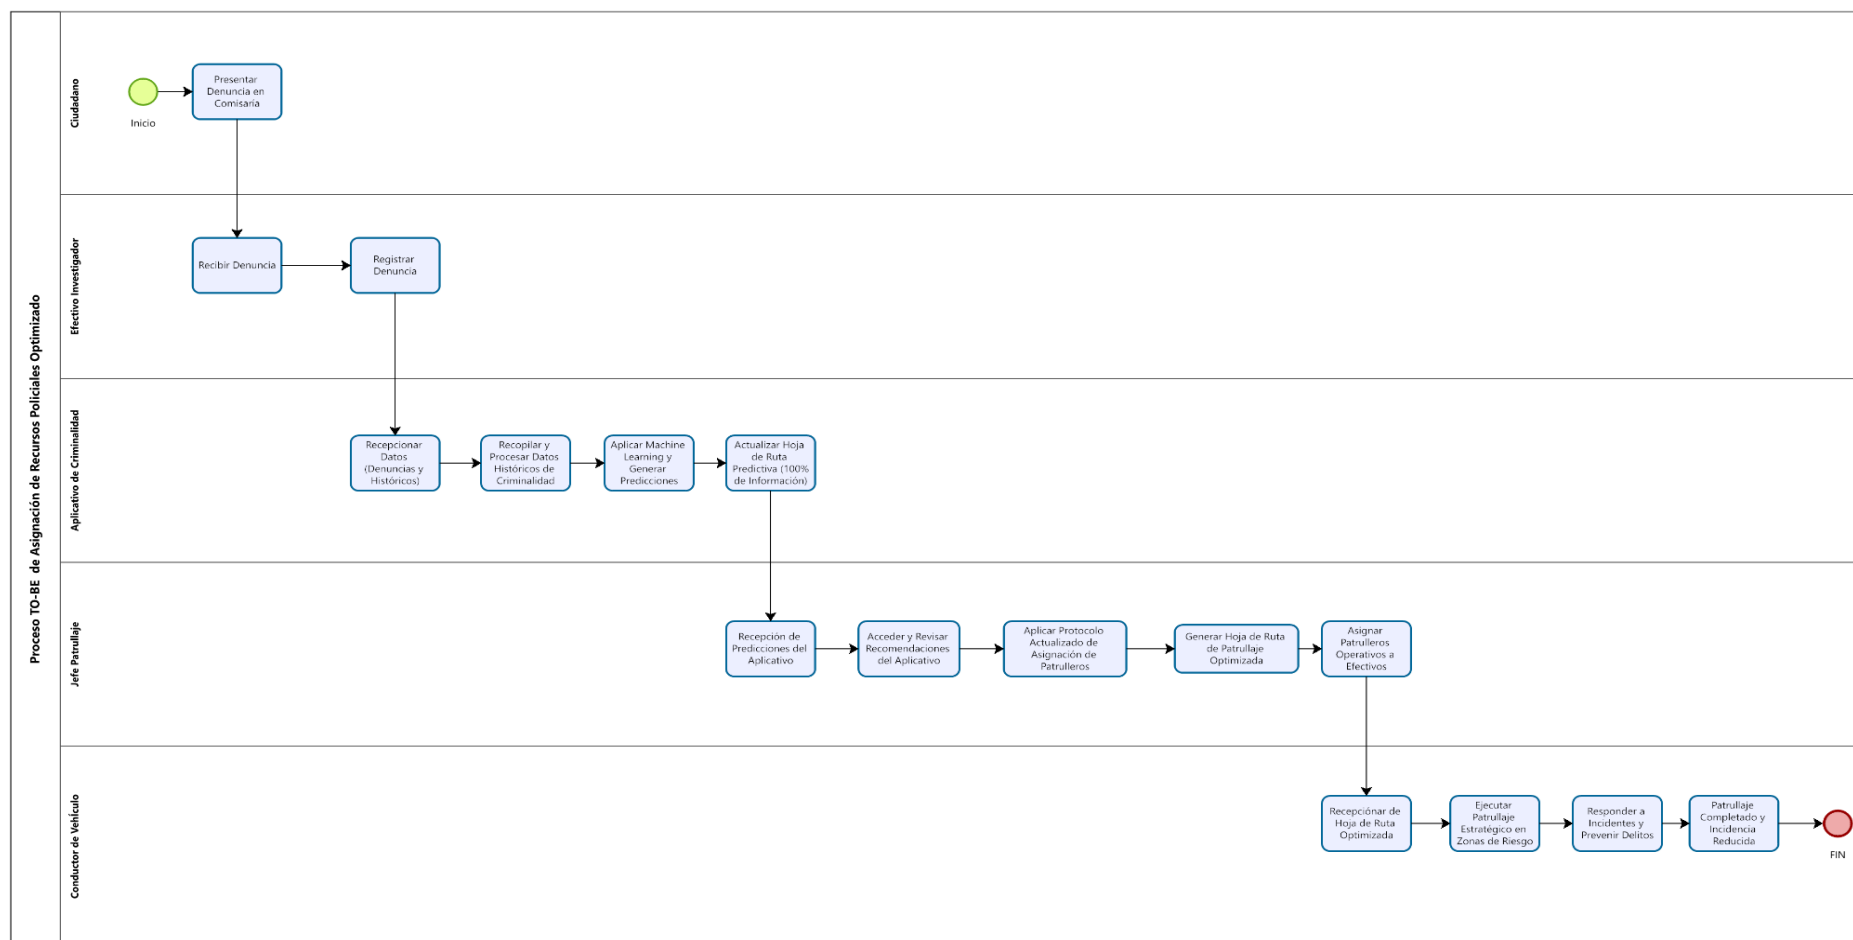 Proceso TO-BE de Asignación de Recursos Policiales Optimizado
Ciudadano
Inicio
Presentar
Denuncia en
Comisaría
Efectivo Investigador
Recibir Denuncia
Registrar
Denuncia
Aplicativo de Criminalidad
Recepcionar
Datos
(Denuncias y
Históricos)
Recopilar y
Procesar Datos
Históricos de
Criminalidad
Aplicar Machine
Learning y
Generar
Predicciones
Actualizar Hoja
de Ruta
Predictiva (100%
de Información)
Jefe Patrullaje
Recepción de
Predicciones del
Aplicativo
Acceder y Revisar
Recomendaciones
del Aplicativo
Aplicar Protocolo
Actualizado de
Asignación de
Patrulleros
Generar Hoja de Ruta
de Patrullaje
Optimizada
Asignar
Patrulleros
Operativos a
Efectivos
Conductor de Vehículo
Recepciónar de
Hoja de Ruta
Optimizada
Ejecutar
Patrullaje
Estratégico en
Zonas de Riesgo
Responder a
Incidentes y
Prevenir Delitos
Patrullaje
Completado y
Incidencia
Reducida
FIN